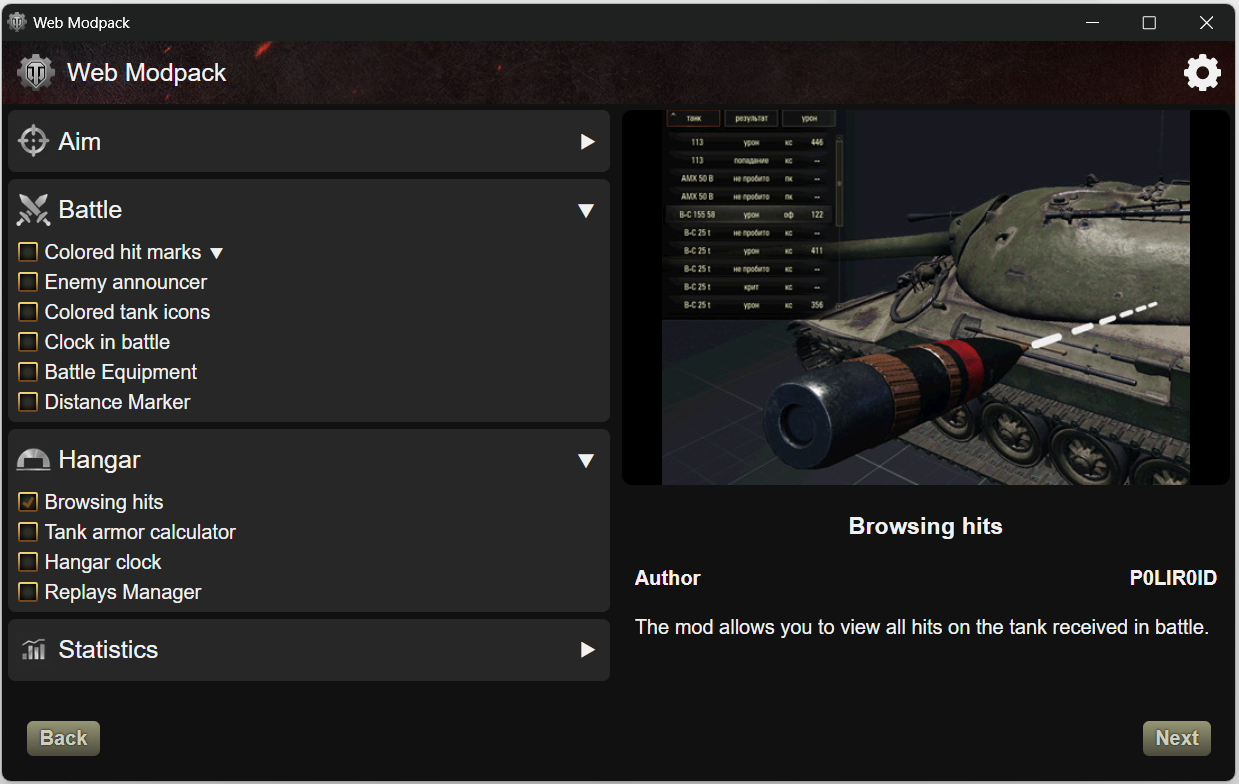 Web Modpack
Web Modpack
Aim
Battle
Colored hit marks
Enemy announcer
Colored tank icons
Clock in battle
Battle Equipment
Distance Marker
Hangar
Browsing hits
Tank armor calculator
Hangar clock
Replays Manager
Statistics
танк результат урон
113 урон кс 446
113 попадание кс --
AMX 50 B не пробито пк --
AMX 50 B не пробито пк --
B-C 155 58 урон оф 122
B-C 25 t не пробито кс --
B-C 25 t урон кс 411
B-C 25 t не пробито кс --
B-C 25 t крит кс --
B-C 25 t урон кс 356
Browsing hits
Author P0LIR0ID
The mod allows you to view all hits on the tank received in battle.
Back Next